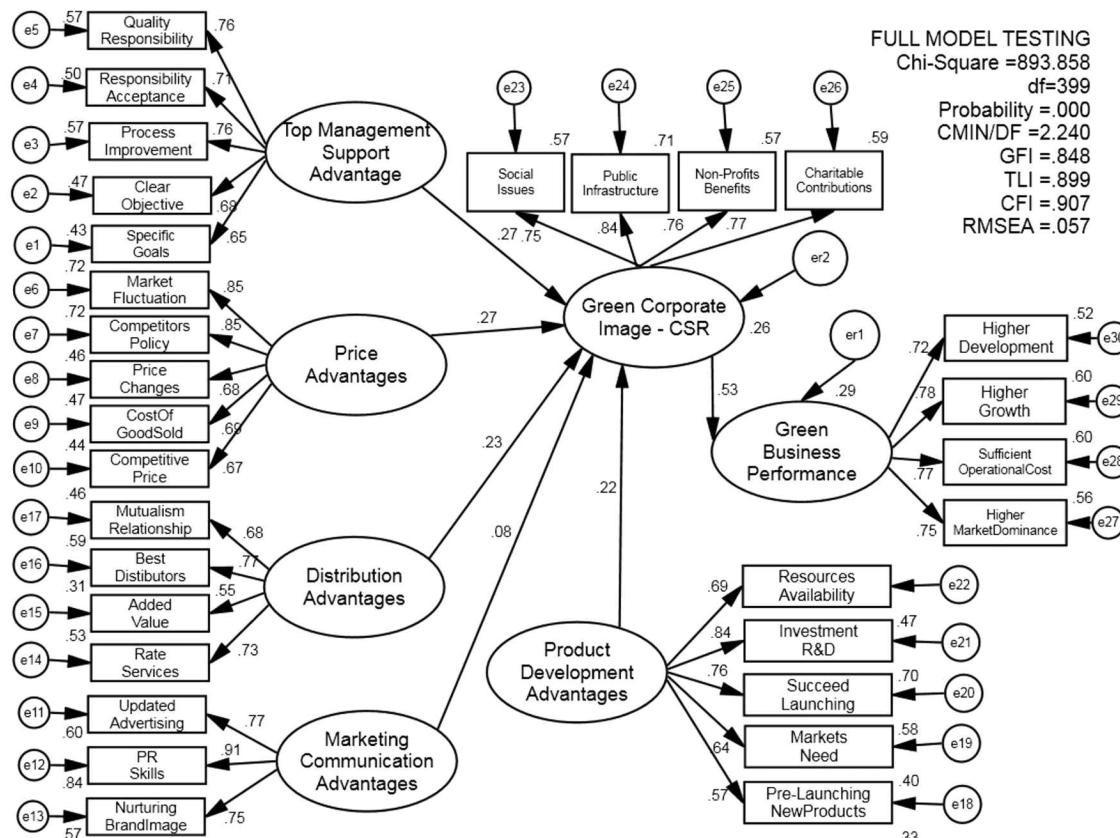 FULL MODEL TESTING
Chi-Square =893.858
df=399
Probability =.000
CMIN/DF =2.240
GFI =.848
TLI =.899
CFI =.907
RMSEA =.057
e5
.57
Quality
Responsibility
.76
e4
.50
Responsibility
Acceptance
.71
e3
.57
Process
Improvement
.76
e2
.47
Clear
Objective
.68
e1
.43
Specific
Goals
.65
Top Management
Support
Advantage
e6
.72
Market
Fluctuation
.85
e7
.72
Competitors
Policy
.85
e8
.46
Price
Changes
.68
e9
.47
CostOf
GoodSold
.69
e10
.44
Competitive
Price
.67
Price
Advantages
e17
.46
Mutualism
Relationship
.68
e16
.59
Best
Distibutors
.77
e15
.31
Added
Value
.55
e14
.53
Rate
Services
.73
Distribution
Advantages
e11
.60
Updated
Advertising
.77
e12
.84
PR
Skills
.91
e13
.57
Nurturing
BrandImage
.75
Marketing
Communication
Advantages
e23
e24
e25
e26
.57
.71
.57
.59
Social
Issues
Public
Infrastructure
Non-Profits
Benefits
Charitable
Contributions
.27
.75
.84
.76
.77
er2
Green Corporate
Image - CSR
.26
.27
.23
.08
.22
.53
er1
.29
Green
Business
Performance
.72
Higher
Development
.52
e30
.78
Higher
Growth
.60
e29
.77
Sufficient
OperationalCost
.60
e28
.75
Higher
MarketDominance
.56
e27
Product
Development
Advantages
.69
Resources
Availability
e22
.47
.84
Investment
R&D
e21
.70
.76
Succeed
Launching
e20
.58
.64
Markets
Need
e19
.40
.57
Pre-Launching
NewProducts
e18
.33